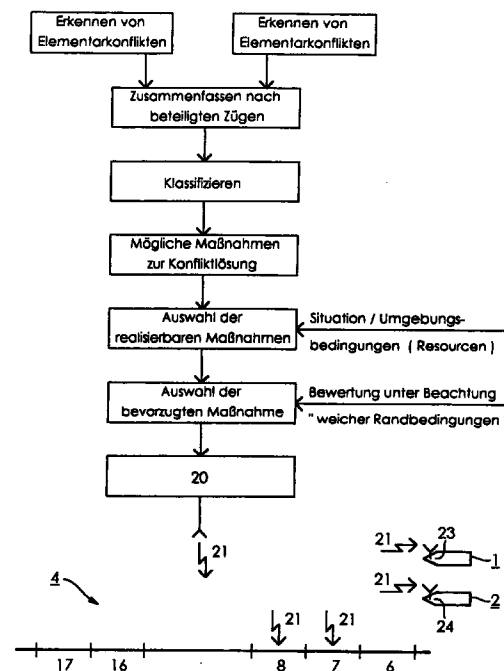 Erkennen von
Elementarkonflikten
Erkennen von
Elementarkonflikten
Zusammenfassen nach
beteiligten Zügen
Klassifizieren
Mögliche Maßnahmen
zur Konfliktlösung
Auswahl der
realisierbaren Maßnahmen
Situation / Umgebungs-
bedingungen ( Resourcen )
Auswahl der
bevorzugten Maßnahme
Bewertung unter Beachtung
" weicher Randbedingungen
20
21
21
23
1
21
24
2
4
21
21
17
16
8
7
6